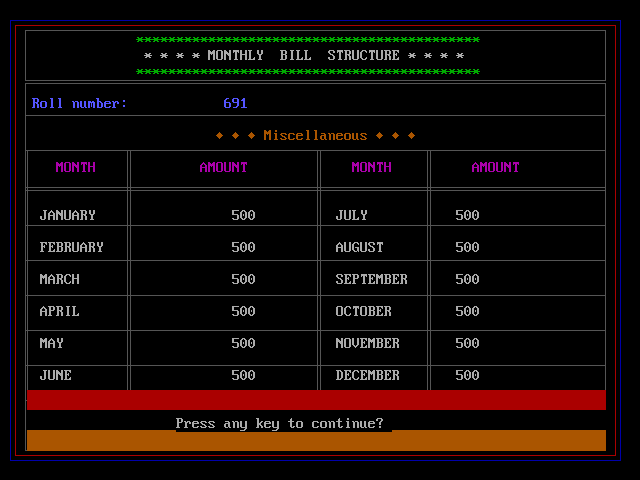 *******************************************
* * * * MONTHLY BILL STRUCTURE * * * *
*******************************************
Roll number: 691
♦ ♦ ♦ Miscellaneous ♦ ♦ ♦
MONTH AMOUNT MONTH AMOUNT
JANUARY 500 JULY 500
FEBRUARY 500 AUGUST 500
MARCH 500 SEPTEMBER 500
APRIL 500 OCTOBER 500
MAY 500 NOVEMBER 500
JUNE 500 DECEMBER 500
Press any key to continue?